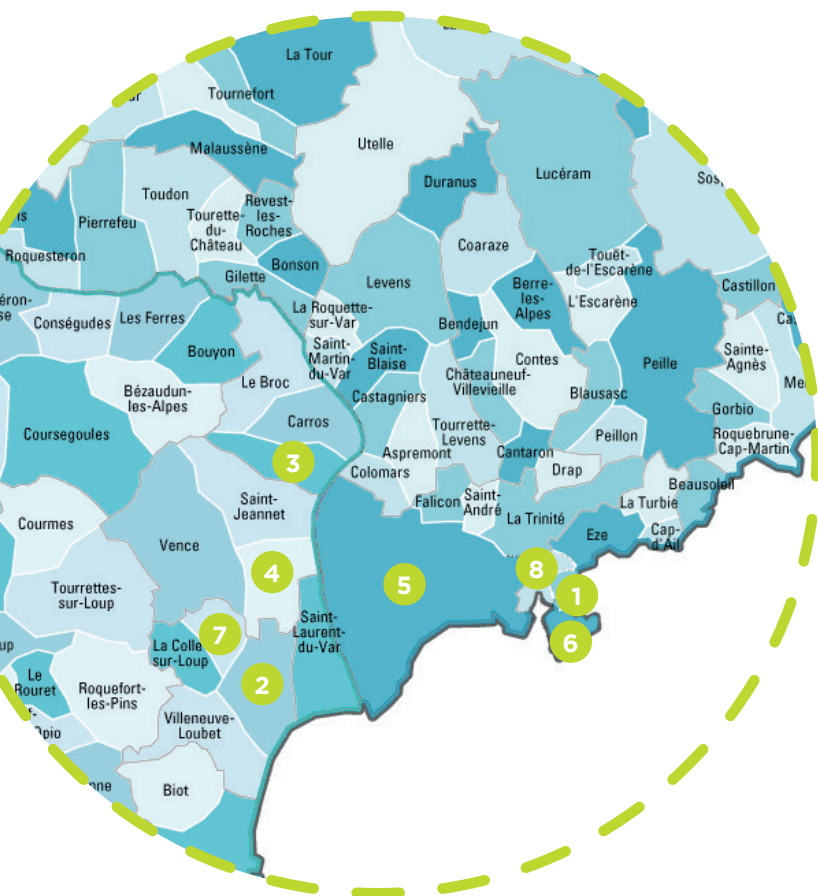 La Tour
Tournefort
Utelle
Malaussène
Duranus
Lucéram
Toudon
Revest-
les-
Roches
Tourette-
du-
Château
Pierrefeu
Roquesteron
Coaraze
Touët-
de-l'Escarène
Bonson
Gilette
Levens
Berre-
les-
Alpes
L'Escarène
Castillon
La Roquette-
sur-Var
Conségudes
Les Ferres
Bendejun
Bouyon
Saint-
Martin-
du-Var
Saint-
Blaise
Contes
Peille
Sainte-
Agnès
Châteauneuf-
Villevieille
Le Broc
Bézaudun-
les-Alpes
Castagniers
Blausasc
Gorbio
Carros
Coursegoules
Tourrette-
Levens
Peillon
Roquebrune-
Cap-Martin
Aspremont
Cantaron
3
Colomars
Drap
Beausoleil
Saint-
Jeannet
Falicon
Saint-
André
La Turbie
Courmes
La Trinité
Eze
Cap-
d'Ail
Vence
4
5
8
1
Tourrettes-
sur-Loup
Saint-
Laurent-
du-Var
7
6
La Colle
sur-Loup
2
Le
Rouret
Roquefort-
les-Pins
Villeneuve-
Loubet
Opio
Biot